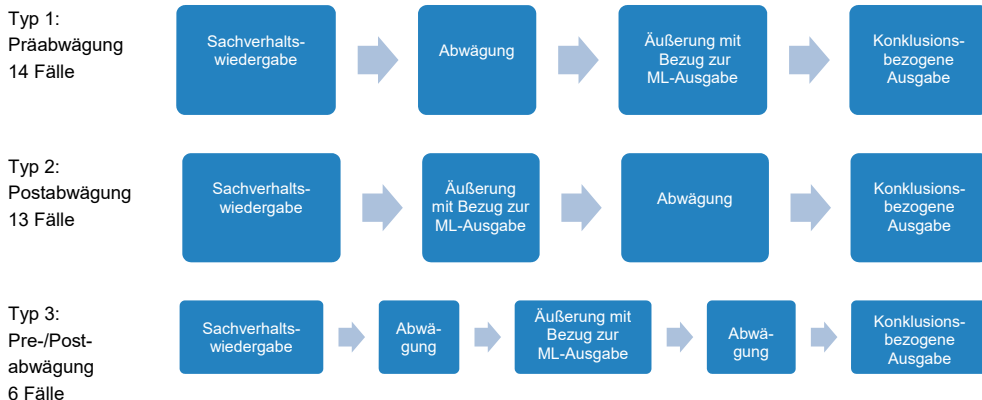 Typ 1:
Präabwägung
14 Fälle
Sachverhalts-
wiedergabe
Abwägung
Äußerung mit
Bezug zur
ML-Ausgabe
Konklusions-
bezogene
Ausgabe
Typ 2:
Postabwägung
13 Fälle
Sachverhalts-
wiedergabe
Äußerung
mit Bezug zur
ML-Ausgabe
Abwägung
Konklusions-
bezogene
Ausgabe
Typ 3:
Pre-/Post-
abwägung
6 Fälle
Sachverhalts-
wiedergabe
Abwä-
gung
Äußerung mit
Bezug zur
ML-Ausgabe
Abwä-
gung
Konklusions-
bezogene
Ausgabe